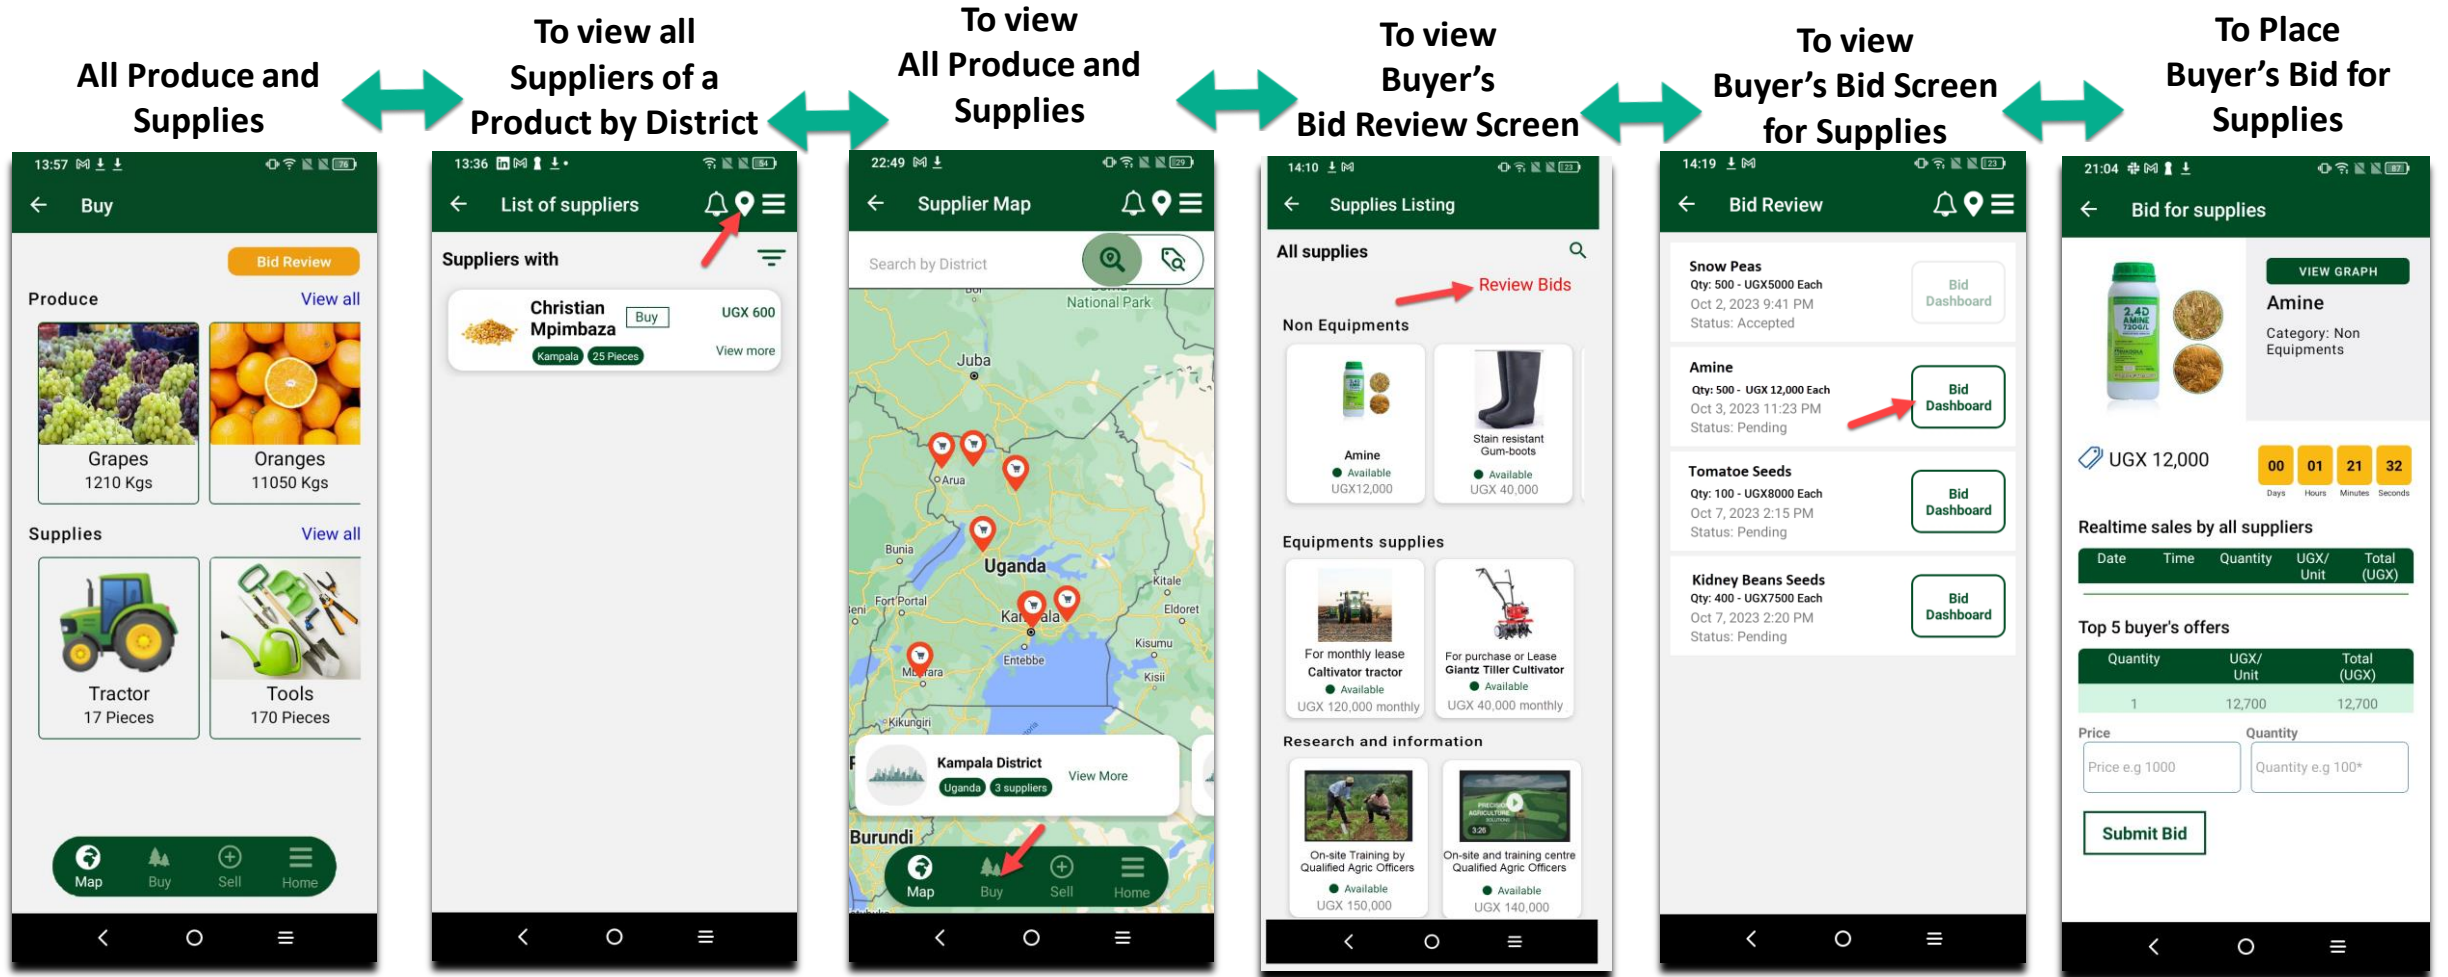 All Produce and
Supplies
To view all
Suppliers of a
Product by District
To view
All Produce and
Supplies
To view
Buyer's
Bid Review Screen
To view
Buyer's Bid Screen
for Supplies
To Place
Buyer's Bid for
Supplies
13:57
76
Buy
Bid Review
Produce
View all
Grapes
1210 Kgs
Oranges
11050 Kgs
Supplies
View all
Tractor
17 Pieces
Tools
170 Pieces
Map
Buy
Sell
Home
13:36
54
List of suppliers
Suppliers with
Christian
Mpimbaza
Buy
UGX 600
Kampala
25 Pieces
View more
22:49
29
Supplier Map
Search by District
National Park
Juba
Arua
Bunia
Uganda
Kitale
Fort Portal
Eldoret
Entebbe
Kisumu
Kisii
Kikungiri
Kampala District
Uganda
3 suppliers
View More
Burundi
Map
Buy
Sell
Home
14:10
23
Supplies Listing
All supplies
Review Bids
Non Equipments
Amine
Available
UGX12,000
Stain resistant
Gum-boots
Available
UGX 40,000
Equipments supplies
For monthly lease
Caltivator tractor
Available
UGX 120,000 monthly
For purchase or Lease
Giantz Tiller Cultivator
Available
UGX 40,000 monthly
Research and information
PRECISION
AGRICULTURE
SOLUTIONS
3:26
On-site Training by
Qualified Agric Officers
Available
UGX 150,000
On-site and training centre
Qualified Agric Officers
Available
UGX 140,000
14:19
23
Bid Review
Snow Peas
Qty: 500 - UGX5000 Each
Oct 2, 2023 9:41 PM
Status: Accepted
Bid
Dashboard
Amine
Qty: 500 - UGX 12,000 Each
Oct 3, 2023 11:23 PM
Status: Pending
Bid
Dashboard
Tomatoe Seeds
Qty: 100 - UGX8000 Each
Oct 7, 2023 2:15 PM
Status: Pending
Bid
Dashboard
Kidney Beans Seeds
Qty: 400 - UGX7500 Each
Oct 7, 2023 2:20 PM
Status: Pending
Bid
Dashboard
21:04
87
Bid for supplies
2,4D
AMINE
720G/L
VIEW GRAPH
Amine
Category: Non
Equipments
UGX 12,000
00 01 21 32
Days Hours Minutes Seconds
Realtime sales by all suppliers
Date Time Quantity UGX/
Unit Total
(UGX)
Top 5 buyer's offers
Quantity UGX/
Unit Total
(UGX)
1 12,700 12,700
Price
Quantity
Price e.g 1000
Quantity e.g 100*
Submit Bid